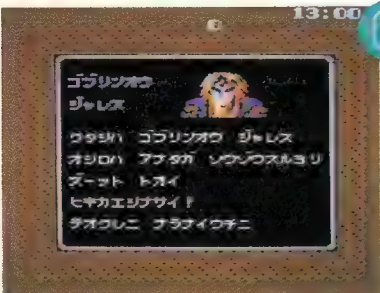 13:00
ゴブリンオウ
ジャレス
ワタシハ ゴブリンオウ ジャレス
オシロハ アナタガ ソウゾウスルヨリ
ズーット トオイ
ヒキカエシナサイ!
テオクレニ ナラナイウチニ